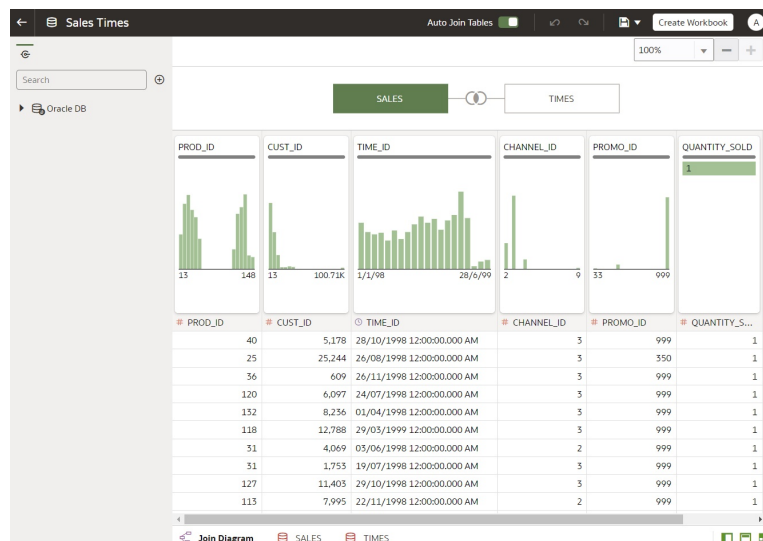 Sales Times
Auto Join Tables
Create Workbook
A
100%
Search
Oracle DB
SALES
TIMES
PROD_ID CUST_ID TIME_ID CHANNEL_ID PROMO_ID QUANTITY_SOLD
1
13 148 13 100.71K 1/1/98 28/6/99 2 9 33 999
# PROD_ID # CUST_ID TIME_ID # CHANNEL_ID # PROMO_ID # QUANTITY_S...
40 5,178 28/10/1998 12:00:00.000 AM 3 999 1
25 25,244 26/08/1998 12:00:00.000 AM 3 350 1
36 609 26/11/1998 12:00:00.000 AM 3 999 1
120 6,097 24/07/1998 12:00:00.000 AM 3 999 1
132 8,236 01/04/1998 12:00:00.000 AM 3 999 1
118 12,788 29/03/1999 12:00:00.000 AM 3 999 1
31 4,069 03/06/1998 12:00:00.000 AM 2 999 1
31 1,753 19/07/1998 12:00:00.000 AM 3 999 1
127 11,403 29/10/1998 12:00:00.000 AM 3 999 1
113 7,995 22/11/1998 12:00:00.000 AM 2 999 1
Join Diagram SALES TIMES